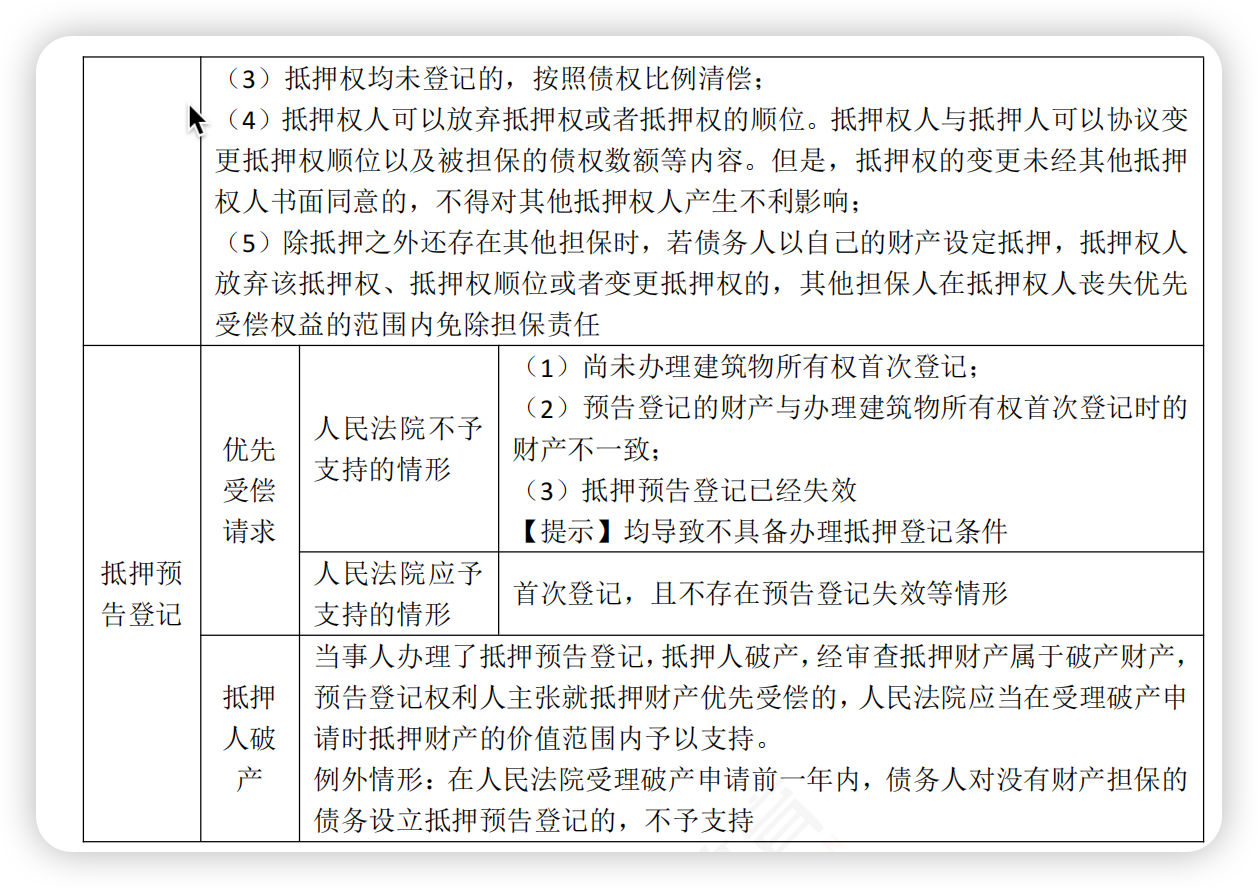 （3）抵押权均未登记的，按照债权比例清偿；
（4）抵押权人可以放弃抵押权或者抵押权的顺位。抵押权人与抵押人可以协议变
更抵押权顺位以及被担保的债权数额等内容。但是，抵押权的变更未经其他抵押
权人书面同意的，不得对其他抵押权人产生不利影响；
（5）除抵押之外还存在其他担保时，若债务人以自己的财产设定抵押，抵押权人
放弃该抵押权、抵押权顺位或者变更抵押权的，其他担保人在抵押权人丧失优先
受偿权益的范围内免除担保责任
抵押预
告登记
优先
受偿
请求
人民法院不予
支持的情形
（1）尚未办理建筑物所有权首次登记；
（2）预告登记的财产与办理建筑物所有权首次登记时的
财产不一致；
（3）抵押预告登记已经失效
【提示】均导致不具备办理抵押登记条件
人民法院应予
支持的情形
首次登记，且不存在预告登记失效等情形
抵押
人破
产
当事人办理了抵押预告登记，抵押人破产，经审查抵押财产属于破产财产，
预告登记权利人主张就抵押财产优先受偿的，人民法院应当在受理破产申
请时抵押财产的价值范围内予以支持。
例外情形：在人民法院受理破产申请前一年内，债务人对没有财产担保的
债务设立抵押预告登记的，不予支持